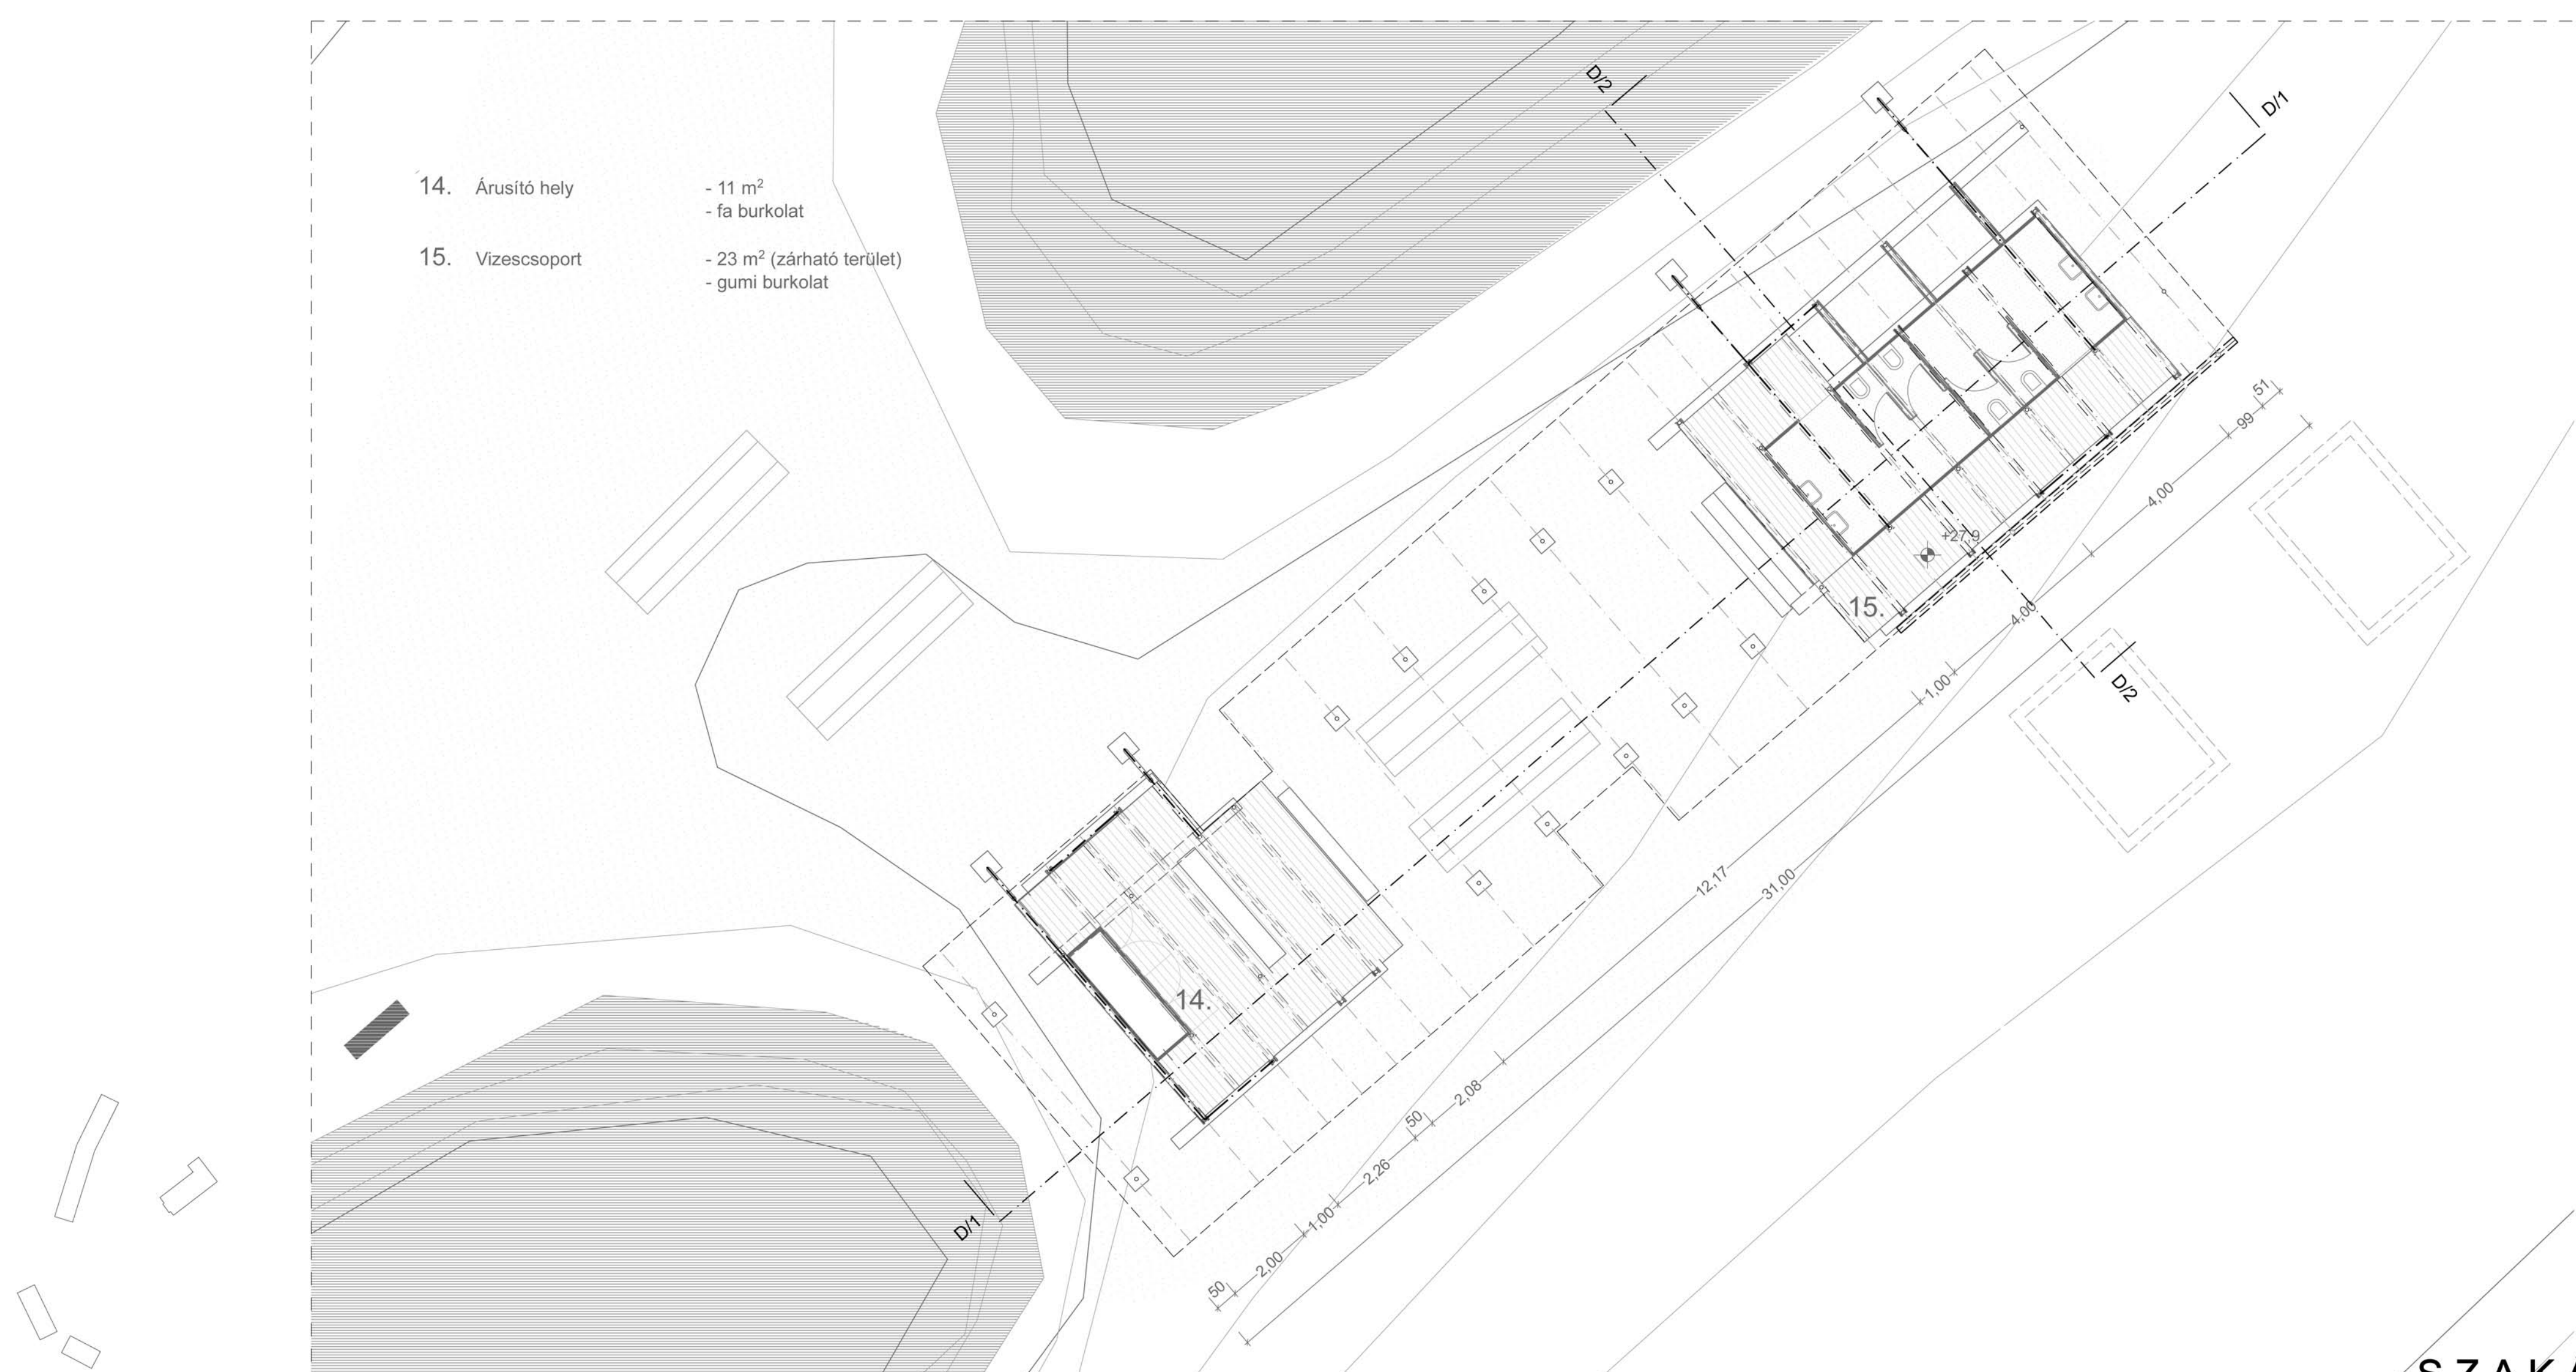 D/2
D/1
14. Árusító hely - 11 m²
- fa burkolat
15. Vizescsoport - 23 m² (zárható terület)
- gumi burkolat
51
99
4,00
+27,9
15.
4,00
1,00
D/2
12,17
31,00
14.
2,08
50
2,26
1,00
D/1
2,00
50